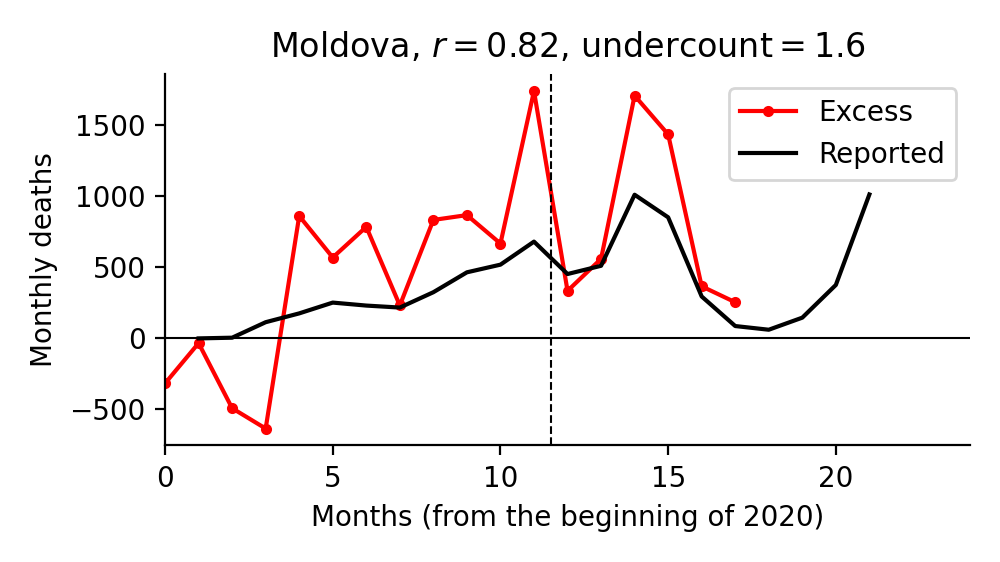 Moldova, r = 0.82, undercount = 1.6
Excess
Reported
Monthly deaths
1500
1000
500
0
−500
0 5 10 15 20
Months (from the beginning of 2020)